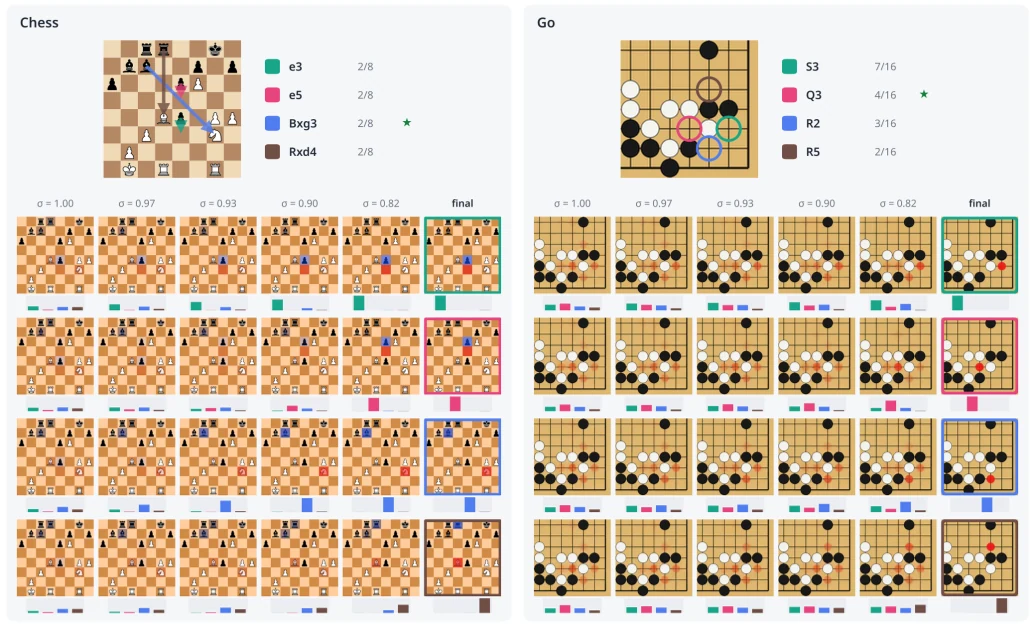 Chess
e3 2/8
e5 2/8
Bxg3 2/8 ★
Rxd4 2/8
σ = 1.00 σ = 0.97 σ = 0.93 σ = 0.90 σ = 0.82 final
Go
S3 7/16
Q3 4/16 ★
R2 3/16
R5 2/16
σ = 1.00 σ = 0.97 σ = 0.93 σ = 0.90 σ = 0.82 final